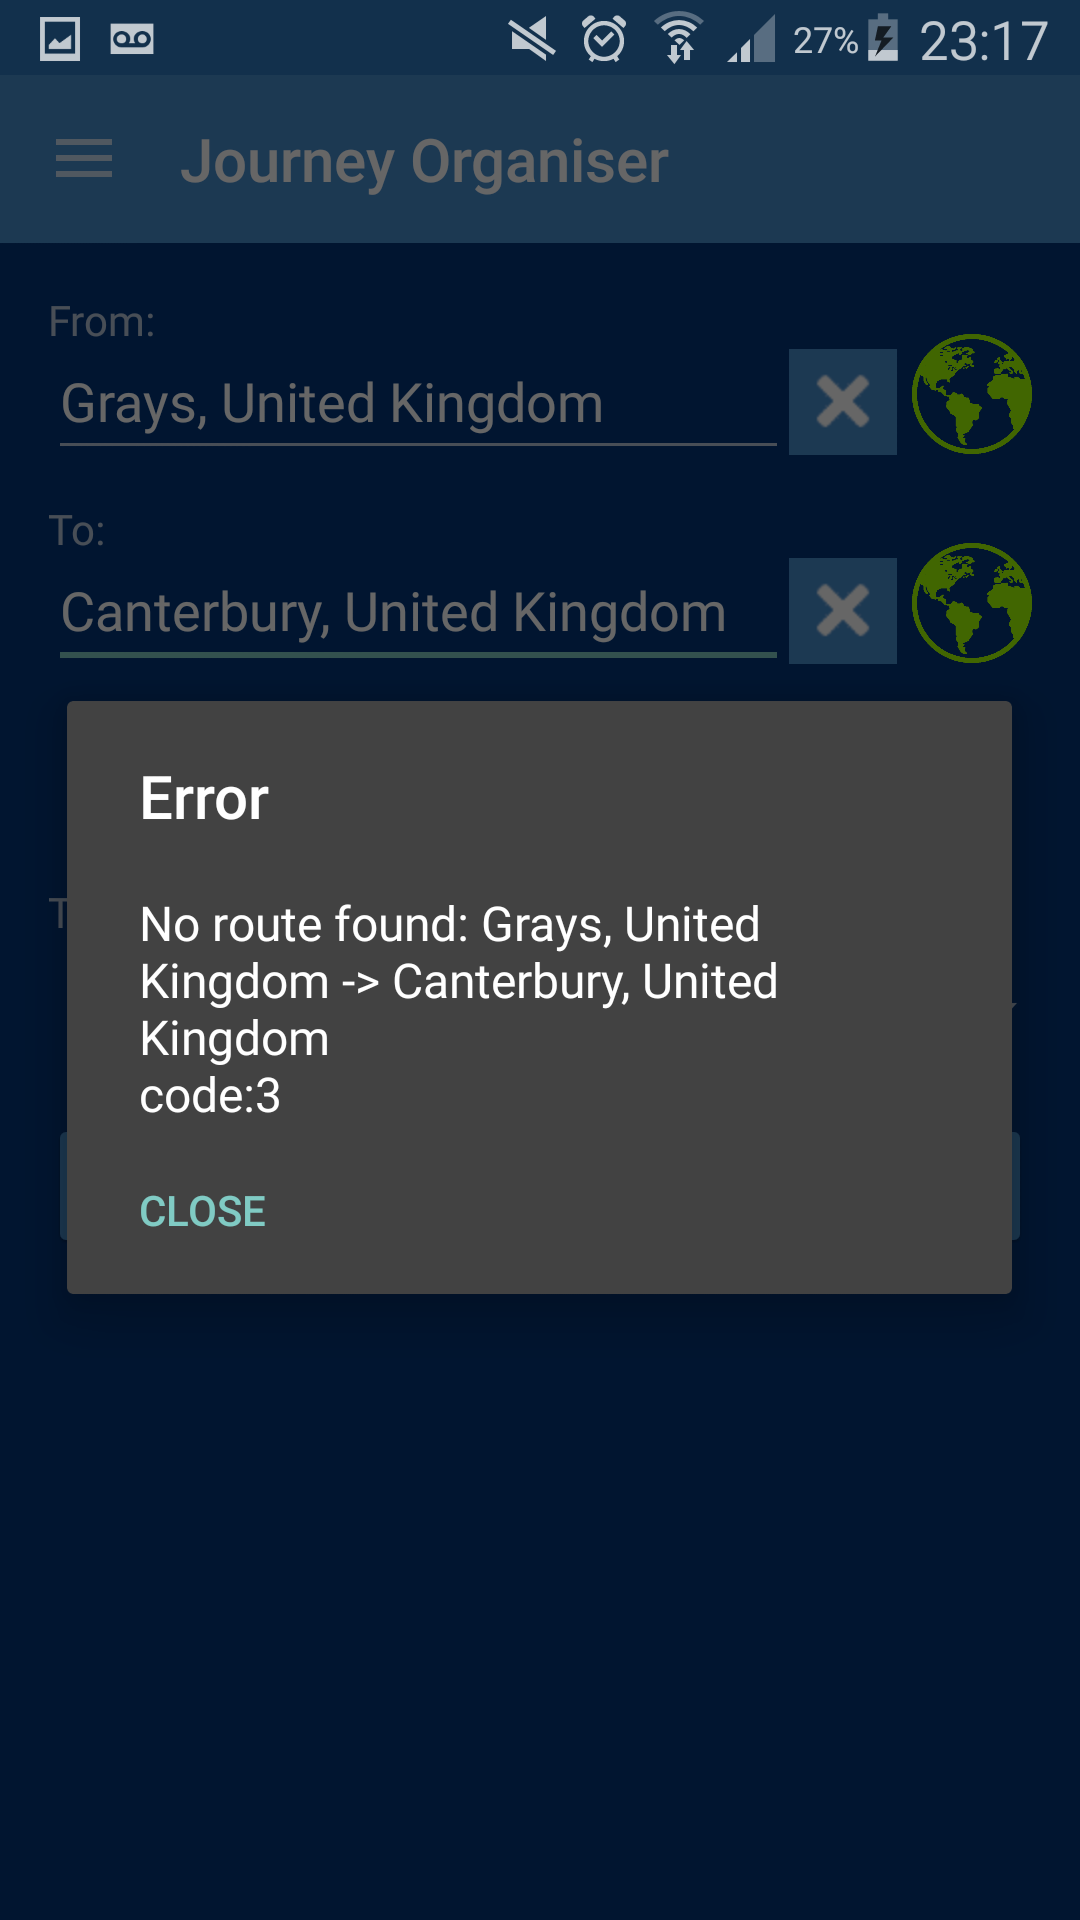 27% 23:17
Journey Organiser
From:
Grays, United Kingdom
To:
Canterbury, United Kingdom
Error
No route found: Grays, United
Kingdom -> Canterbury, United
Kingdom
code:3
CLOSE